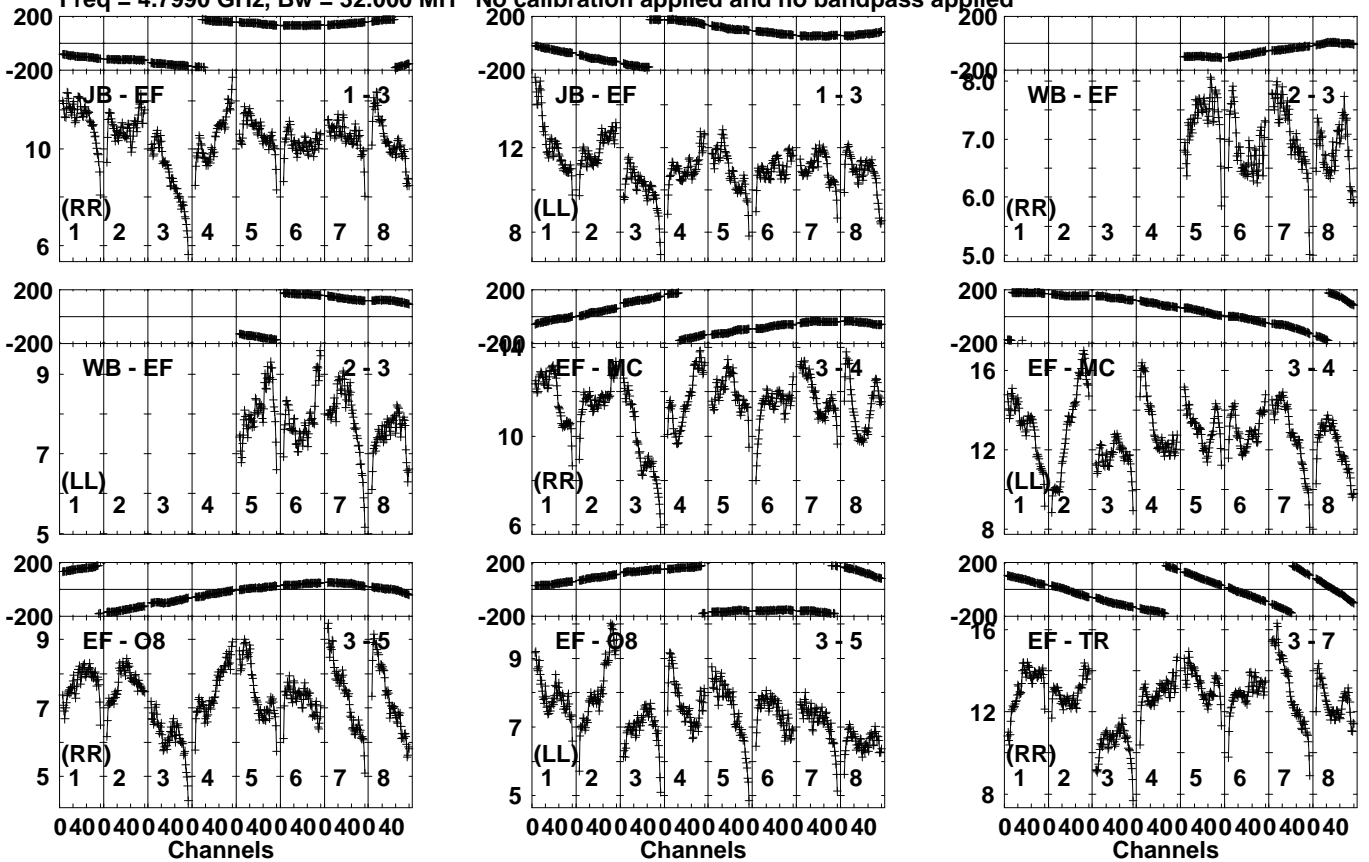 Freq = 4.7990 GHz, Bw = 32.000 MH No calibration applied and no bandpass applied
200 200 200
-200 -200 -200
JB - EF 1 - 3 JB - EF 1 - 3 8.0 WB - EF 2 - 3
10 12 7.0
6.0
(RR) (LL) (RR)
6 1 2 3 4 5 6 7 8 8 1 2 3 4 5 6 7 8 1 2 3 4 5 6 7 8
5.0
200 200 200
-200 -200 -200
14
9 WB - EF 2 - 3 EF - MC 3 - 4 16 EF - MC 3 - 4
7 10 12
(LL) (RR) (LL)
1 2 3 4 5 6 7 8 1 2 3 4 5 6 7 8 1 2 3 4 5 6 7 8
5 6 8
200 200 200
-200 -200 -200
9 EF - O8 3 - 5 9 EF - O8 3 - 5 16 EF - TR 3 - 7
7 7 12
(RR) (LL) (RR)
5 1 2 3 4 5 6 7 8 5 1 2 3 4 5 6 7 8 8 1 2 3 4 5 6 7 8
0 40 0 40 0 40 0 40 0 40 0 40 0 40 0 40 0 40 0 40 0 40 0 40 0 40 0 40 0 40 0 40 0 40 0 40 0 40 0 40 0 40 0 40 0 40 0 40
Channels Channels Channels